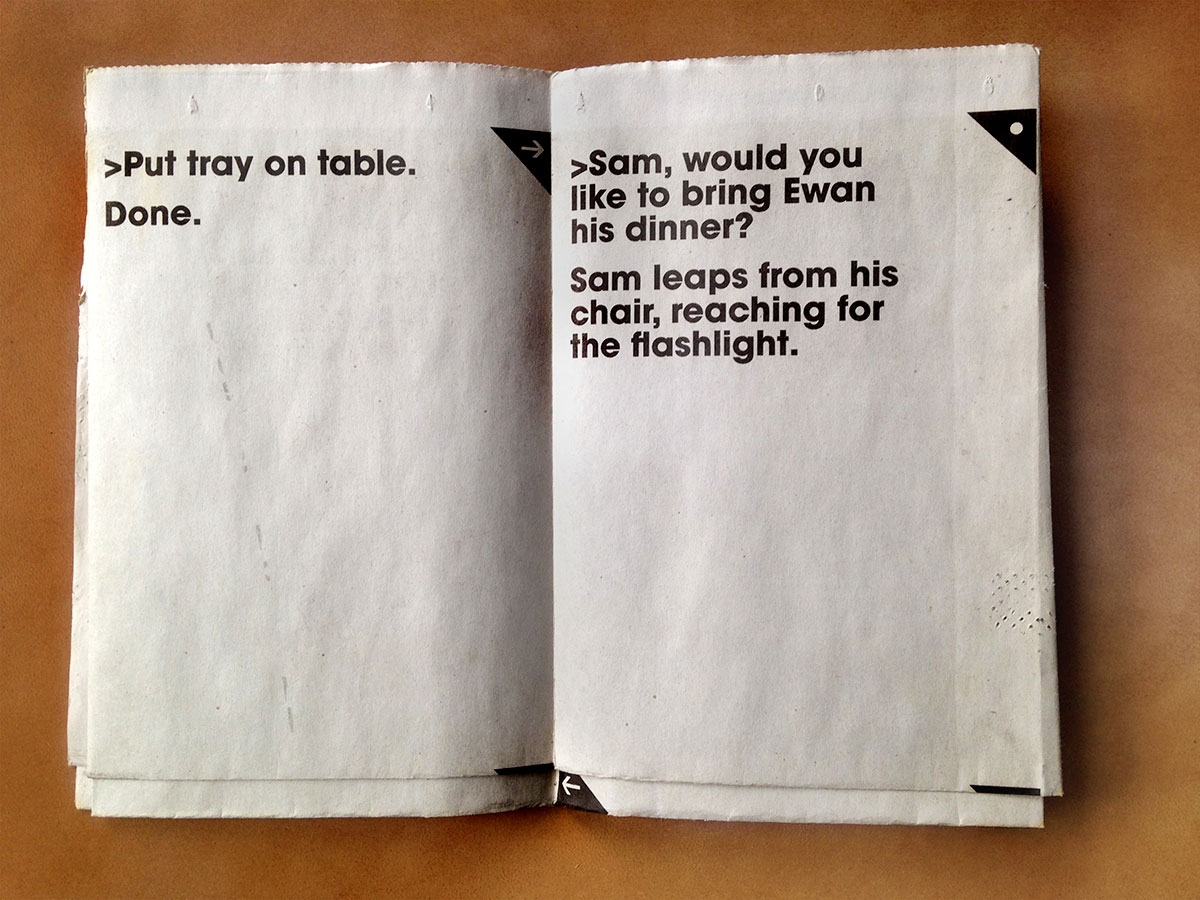 >Put tray on table.
Done.
>Sam, would you
like to bring Ewan
his dinner?
Sam leaps from his
chair, reaching for
the flashlight.